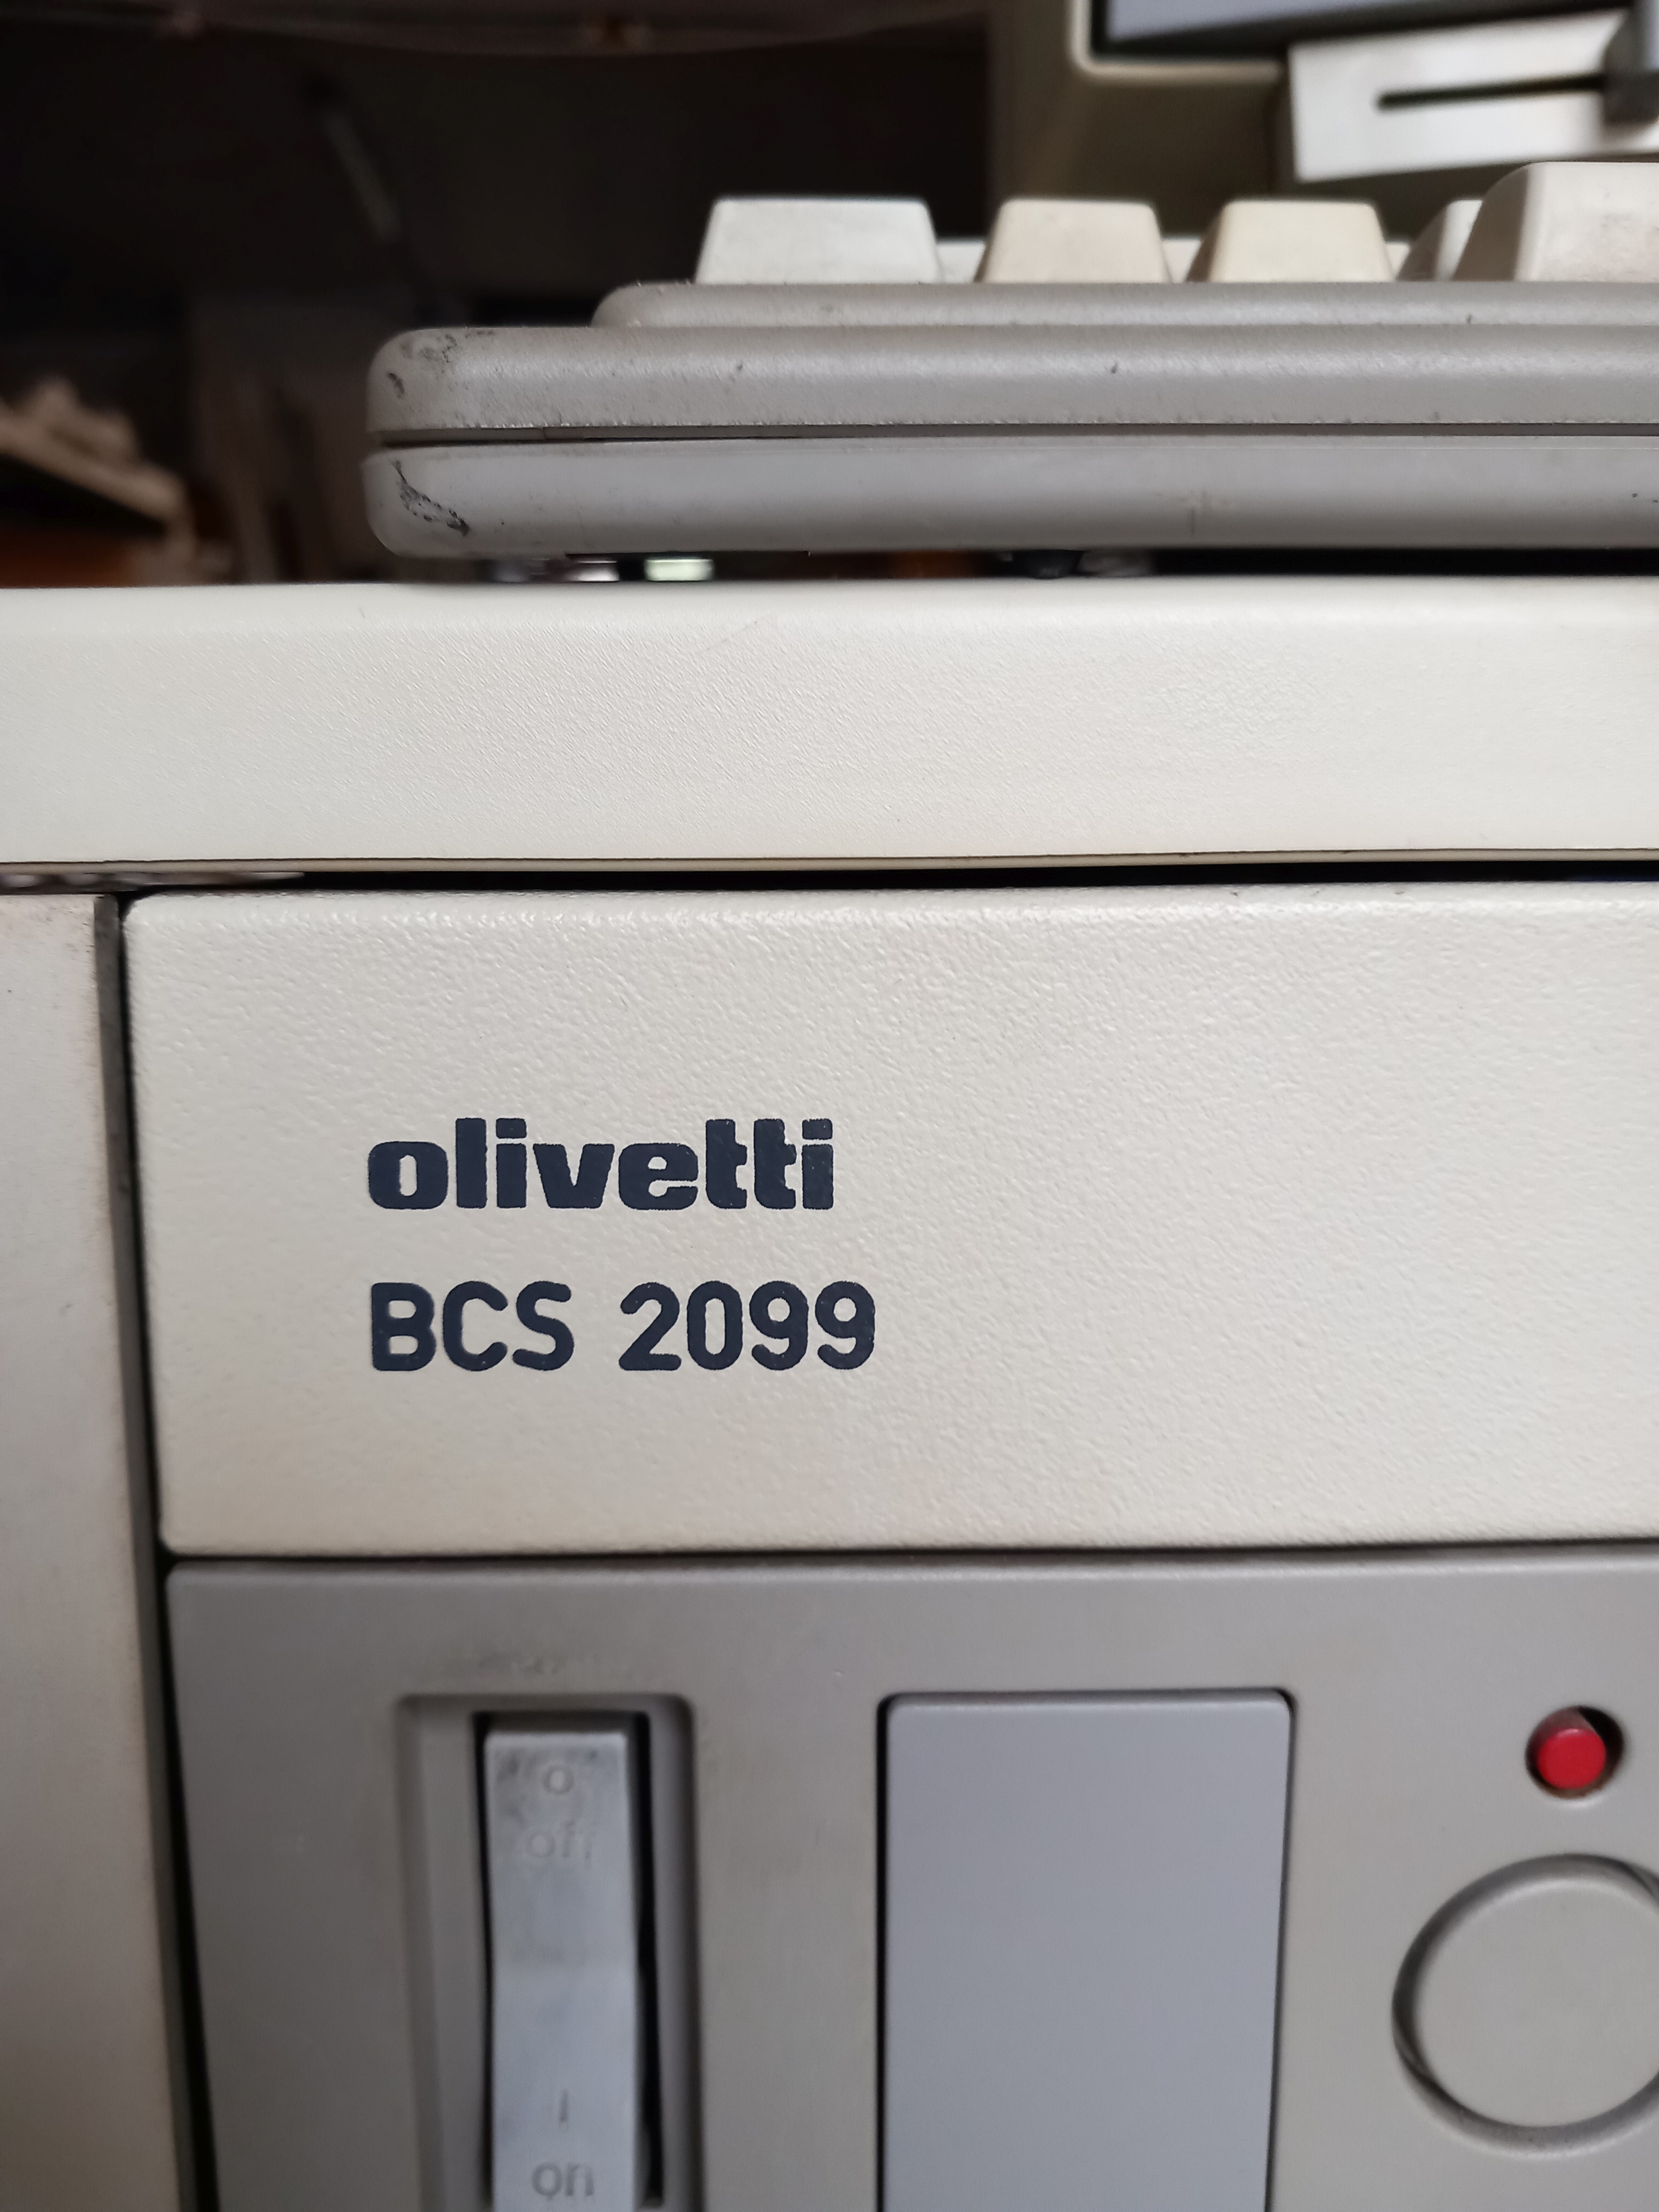 olivetti
BCS 2099
O
off
I
on